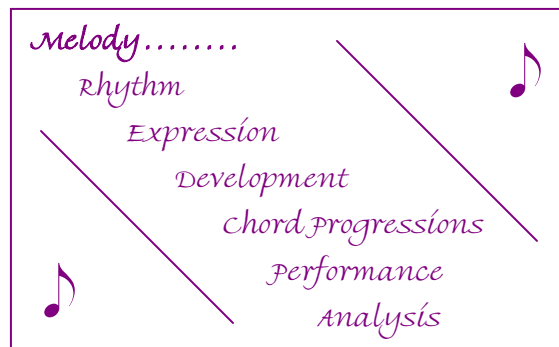 Melody........
Rhythm
Expression
Development
Chord Progressions
Performance
Analysis